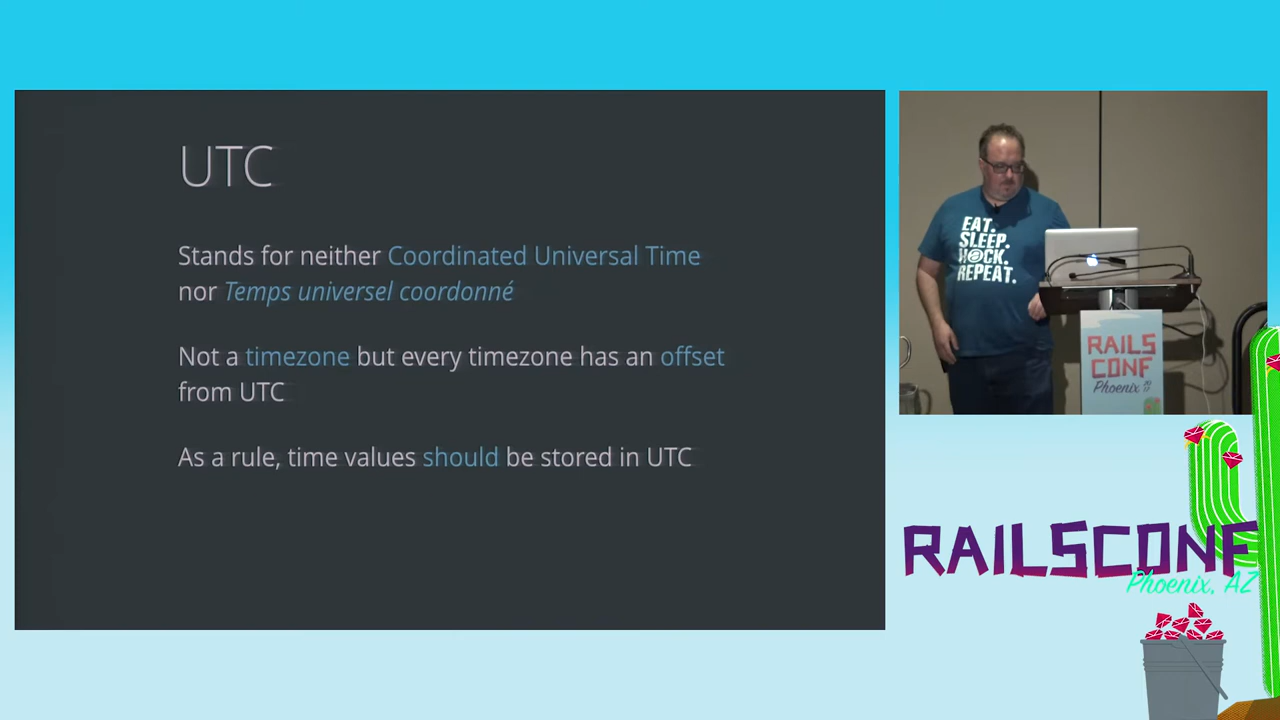 UTC
Stands for neither Coordinated Universal Time
nor Temps universel coordonné
Not a timezone but every timezone has an offset
from UTC
As a rule, time values should be stored in UTC
EAT.
SLEEP.
HOCK.
REPEAT.
RAILS
CONF
Phoenix
RAILSCONF
Phoenix, AZ